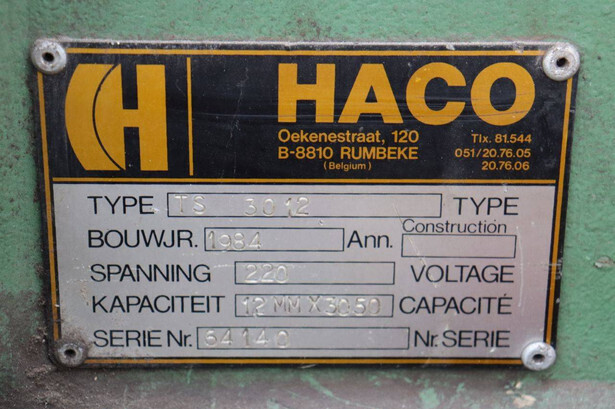 HACO
Oekenestraat, 120
B-8810 RUMBEKE
(Belgium)
Tlx. 81.544
051/20.76.05
20.76.06
TYPE TS 3012 TYPE
BOUWJR. 1984 Ann. Construction
SPANNING 220 VOLTAGE
KAPACITEIT 12 MM X 3050 CAPACITÉ
SERIE Nr. 64140 Nr. SERIE